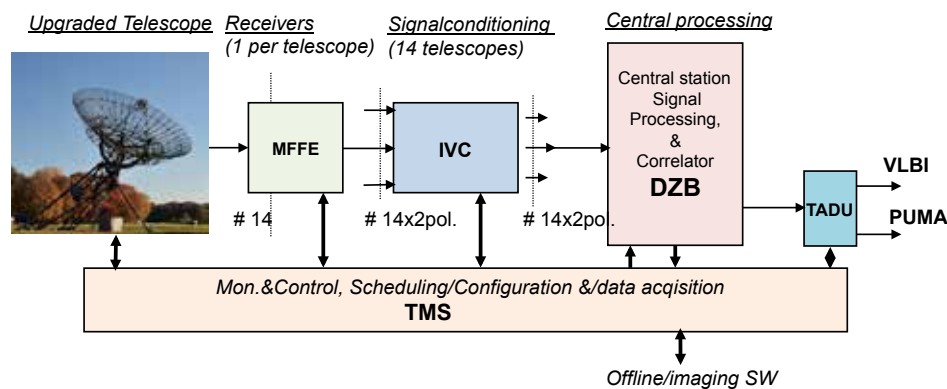 Upgraded Telescope
Receivers
(1 per telescope)
Signalconditioning
(14 telescopes)
Central processing
MFFE
IVC
Central station
Signal
Processing,
&
Correlator
DZB
TADU
VLBI
PUMA
# 14
# 14x2pol.
# 14x2pol.
Mon.&Control, Scheduling/Configuration &/data acqisition
TMS
Offline/imaging SW